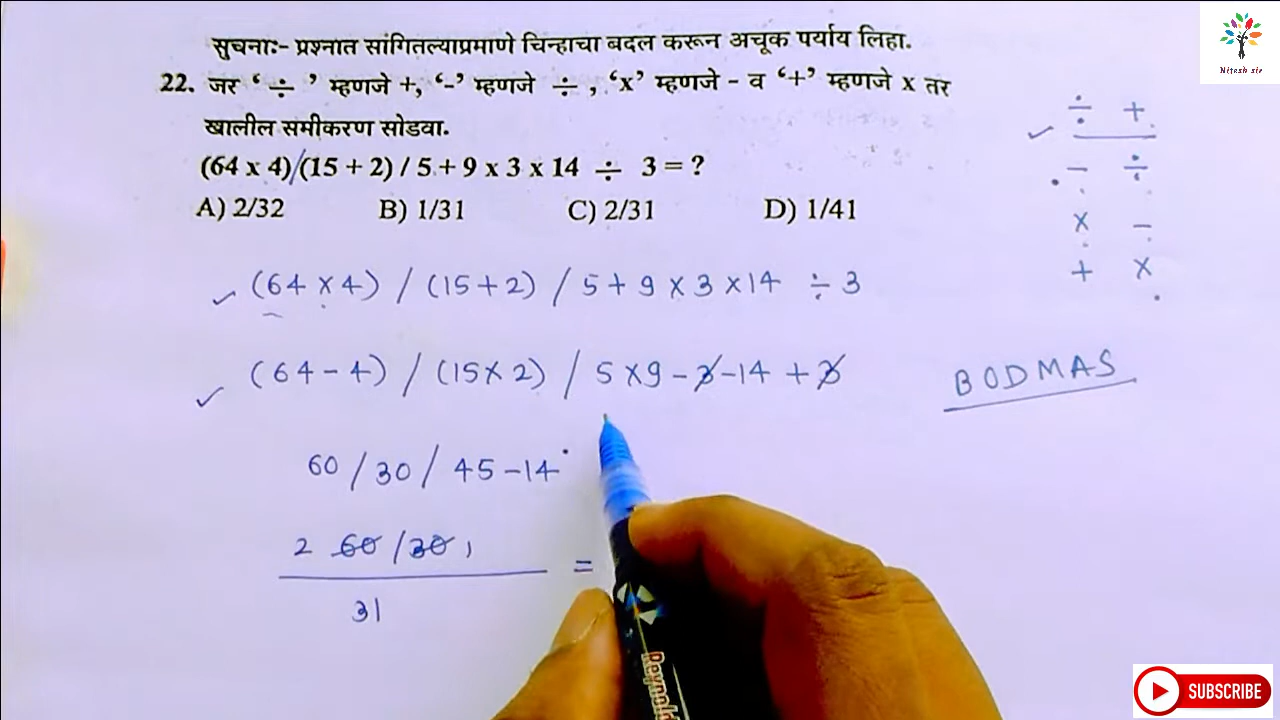 सुचनाः- प्रश्नात सांगितल्याप्रमाणे चिन्हाचा बदल करून अचूक पर्याय लिहा.
22. जर ‘ ÷ ’ म्हणजे +, ‘-’ म्हणजे ÷ , ‘x’ म्हणजे - व ‘+’ म्हणजे x तर
खालील समीकरण सोडवा.
(64 x 4)/(15 + 2) / 5 + 9 x 3 x 14 ÷ 3 = ?
A) 2/32 B) 1/31 C) 2/31 D) 1/41
Nitesh sir
÷ +
- ÷
x -
+ x
(64 x 4) / (15 + 2) / 5 + 9 x 3 x 14 ÷ 3
(64 - 4) / (15 x 2) / 5 x 9 - 3 - 14 + 3
BODMAS
60 / 30 / 45 - 14
2 60 / 30 1
=
31
Reynolds
SUBSCRIBE